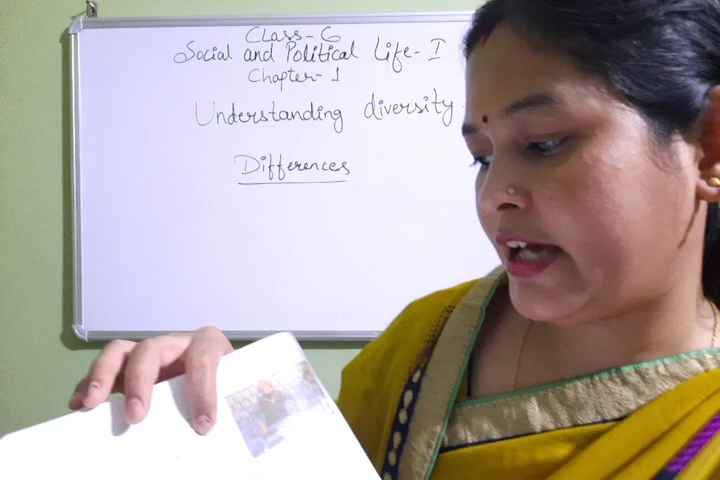 Class-6
Social and Political Life-I
Chapter-1
Understanding diversity.
Differences